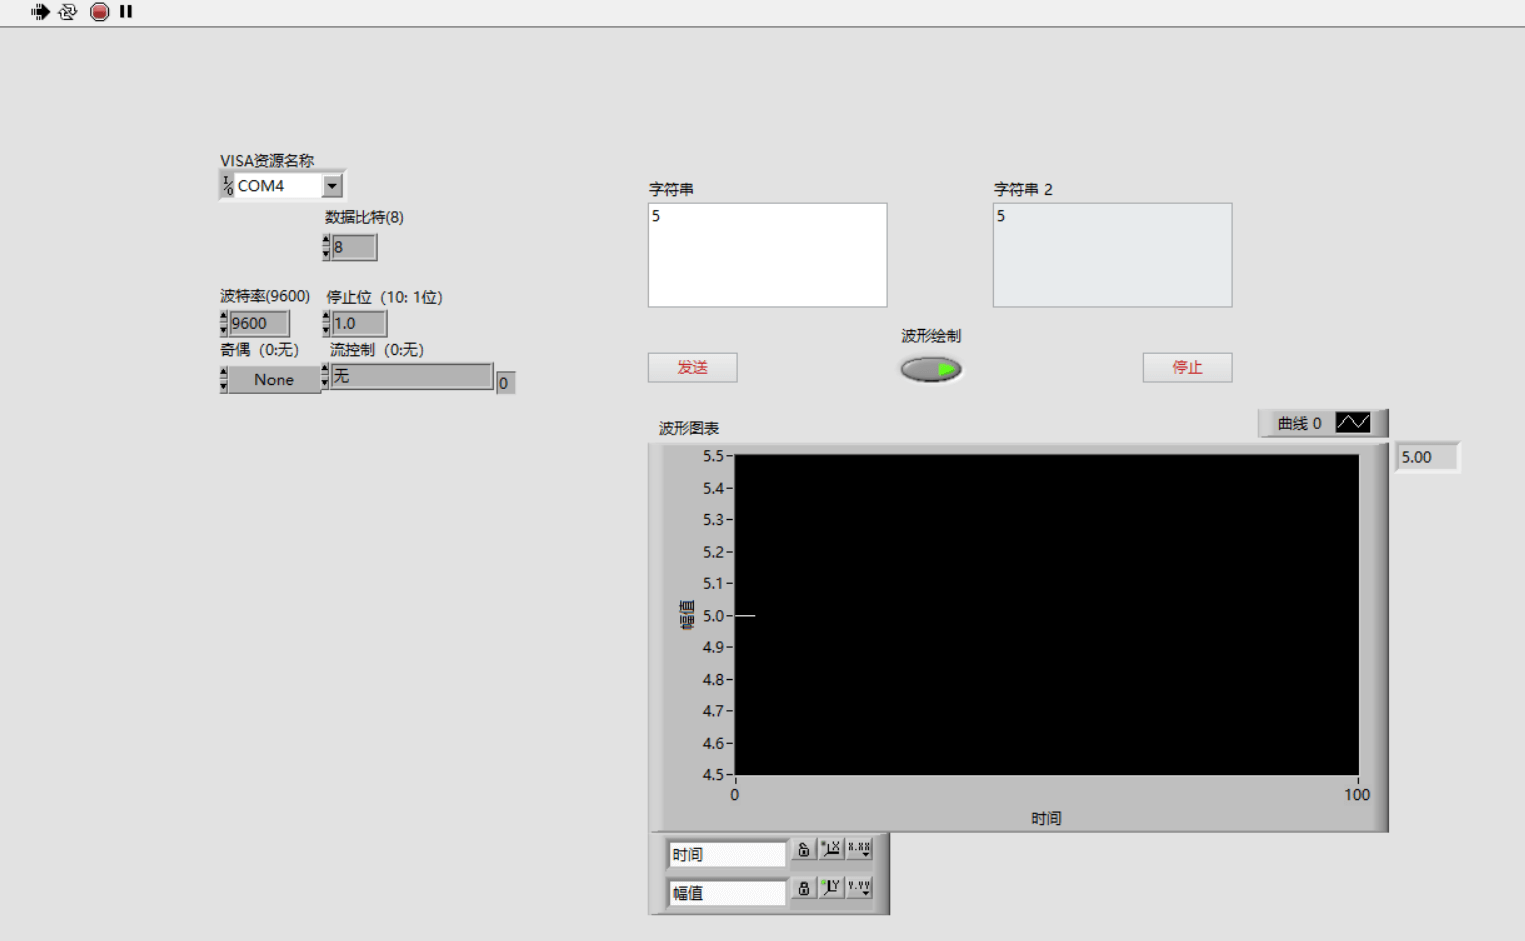 VISA资源名称
COM4
数据比特(8)
8
波特率(9600)
停止位（10: 1位）
9600
1.0
奇偶（0:无）
流控制（0:无）
None
无
0
字符串
5
字符串 2
5
波形绘制
发送
停止
波形图表
曲线 0
5.00
5.5
5.4
5.3
5.2
5.1
5.0
4.9
4.8
4.7
4.6
4.5
幅值
0
100
时间
时间
X.XX
幅值
Y.YY